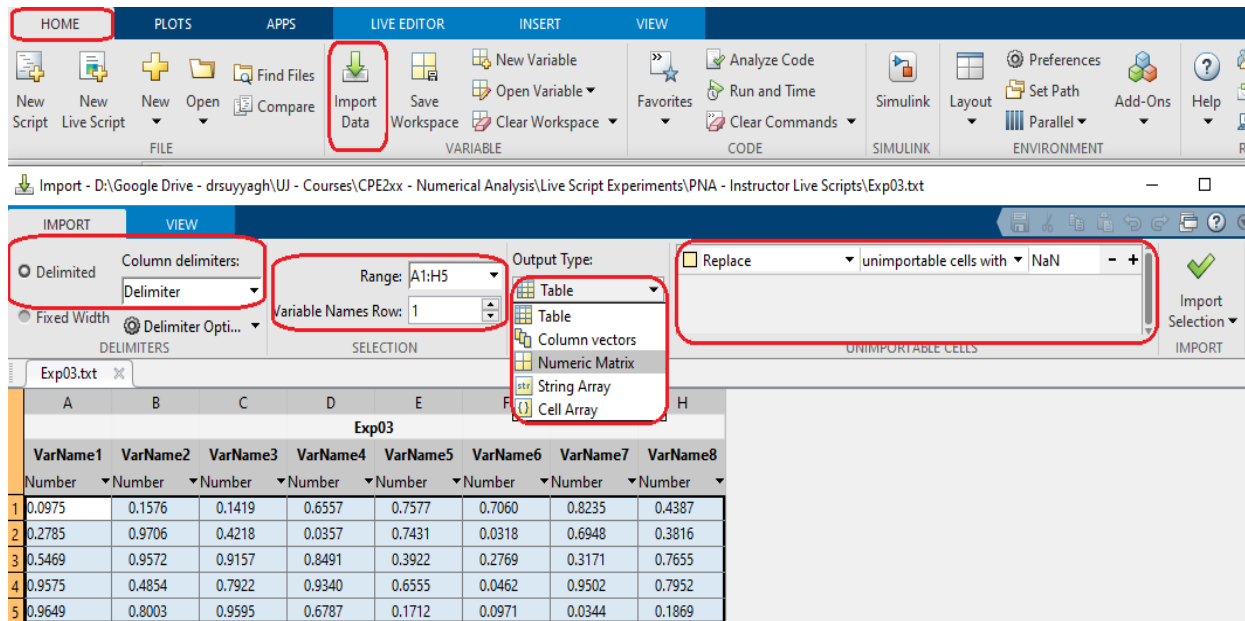 HOME PLOTS APPS LIVE EDITOR INSERT VIEW
New Script
New Live Script
New
Open
Find Files
Compare
FILE
Import Data
Save Workspace
New Variable
Open Variable
Clear Workspace
VARIABLE
Favorites
Analyze Code
Run and Time
Clear Commands
CODE
Simulink
SIMULINK
Layout
Preferences
Set Path
Parallel
Add-Ons
ENVIRONMENT
? Help
Import - D:\Google Drive - drsuyyagh\UJ - Courses\CPE2xx - Numerical Analysis\Live Script Experiments\PNA - Instructor Live Scripts\Exp03.txt
IMPORT VIEW
Delimited
Fixed Width
Column delimiters:
Delimiter
Delimiter Opti...
DELIMITERS
Range: A1:H5
Variable Names Row: 1
SELECTION
Output Type:
Table
Table
Column vectors
Numeric Matrix
str String Array
{} Cell Array
Replace unimportable cells with NaN - +
UNIMPORTABLE CELLS
Import Selection
IMPORT
Exp03.txt
A B C D E F H
Exp03
VarName1 VarName2 VarName3 VarName4 VarName5 VarName6 VarName7 VarName8
Number Number Number Number Number Number Number Number
1 0.0975 0.1576 0.1419 0.6557 0.7577 0.7060 0.8235 0.4387
2 0.2785 0.9706 0.4218 0.0357 0.7431 0.0318 0.6948 0.3816
3 0.5469 0.9572 0.9157 0.8491 0.3922 0.2769 0.3171 0.7655
4 0.9575 0.4854 0.7922 0.9340 0.6555 0.0462 0.9502 0.7952
5 0.9649 0.8003 0.9595 0.6787 0.1712 0.0971 0.0344 0.1869